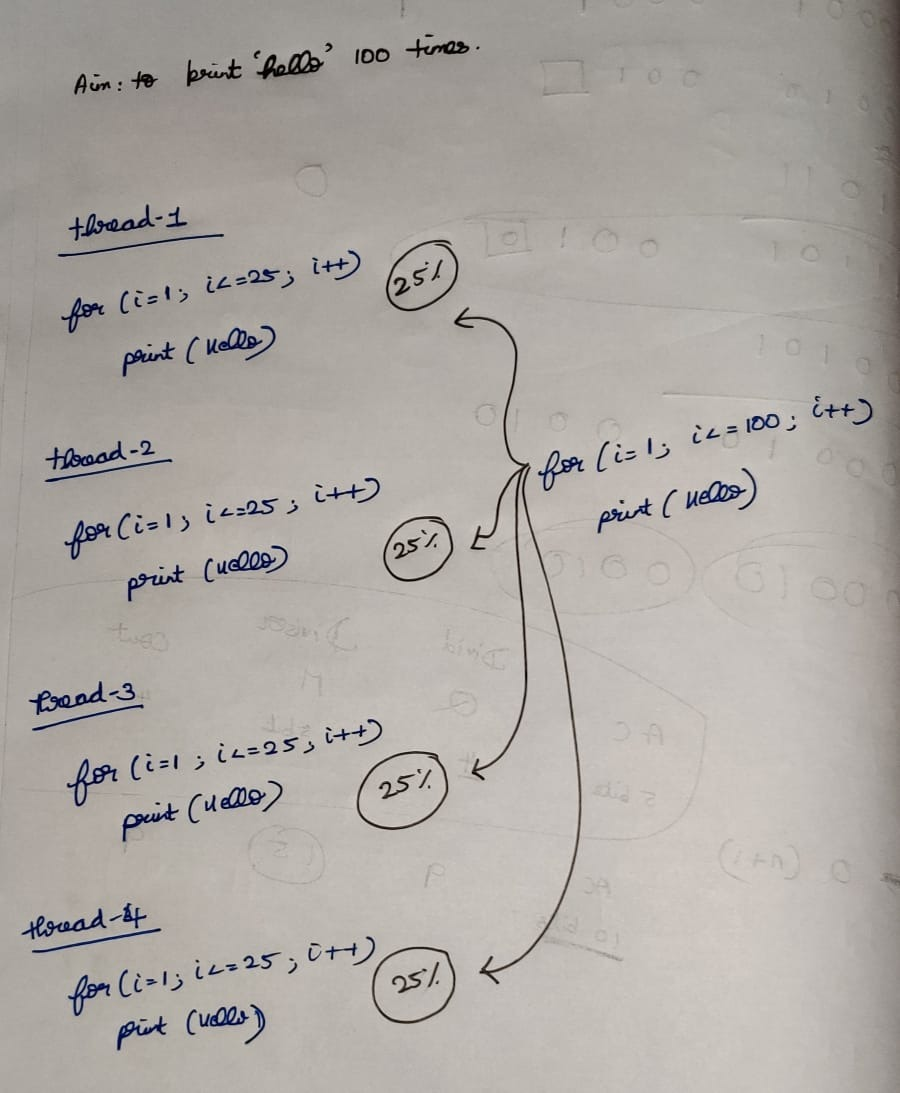 Aim: to print 'hello' 100 times.
thread-1
for (i=1; i<=25; i++)
print (Hello)
25%
thread-2
for (i=1; i<=25; i++)
print (Hello)
25%
thread-3
for (i=1; i<=25; i++)
print (Hello)
25%
thread-4
for (i=1; i<=25; i++)
print (Hello)
25%
for (i=1; i<=100; i++)
print (Hello)